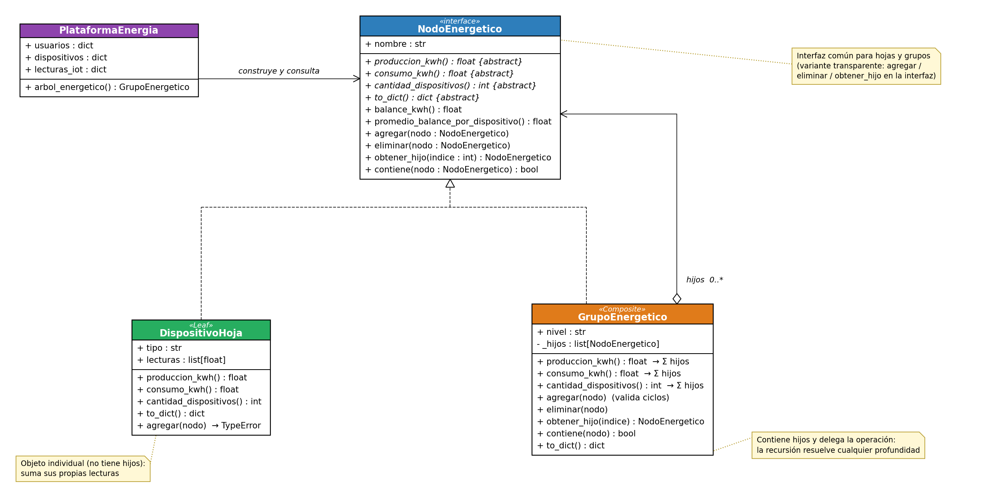 PlataformaEnergia
+ usuarios : dict
+ dispositivos : dict
+ lecturas_iot : dict
+ arbol_energetico() : GrupoEnergetico
construye y consulta
«interface»
NodoEnergetico
+ nombre : str
+ produccion_kwh() : float {abstract}
+ consumo_kwh() : float {abstract}
+ cantidad_dispositivos() : int {abstract}
+ to_dict() : dict {abstract}
+ balance_kwh() : float
+ promedio_balance_por_dispositivo() : float
+ agregar(nodo : NodoEnergetico)
+ eliminar(nodo : NodoEnergetico)
+ obtener_hijo(indice : int) : NodoEnergetico
+ contiene(nodo : NodoEnergetico) : bool
Interfaz común para hojas y grupos
(variante transparente: agregar /
eliminar / obtener_hijo en la interfaz)
hijos  0..*
«Leaf»
DispositivoHoja
+ tipo : str
+ lecturas : list[float]
+ produccion_kwh() : float
+ consumo_kwh() : float
+ cantidad_dispositivos() : int
+ to_dict() : dict
+ agregar(nodo)  → TypeError
Objeto individual (no tiene hijos):
suma sus propias lecturas
«Composite»
GrupoEnergetico
+ nivel : str
- _hijos : list[NodoEnergetico]
+ produccion_kwh() : float  → Σ hijos
+ consumo_kwh() : float  → Σ hijos
+ cantidad_dispositivos() : int  → Σ hijos
+ agregar(nodo)  (valida ciclos)
+ eliminar(nodo)
+ obtener_hijo(indice) : NodoEnergetico
+ contiene(nodo) : bool
+ to_dict() : dict
Contiene hijos y delega la operación:
la recursión resuelve cualquier profundidad